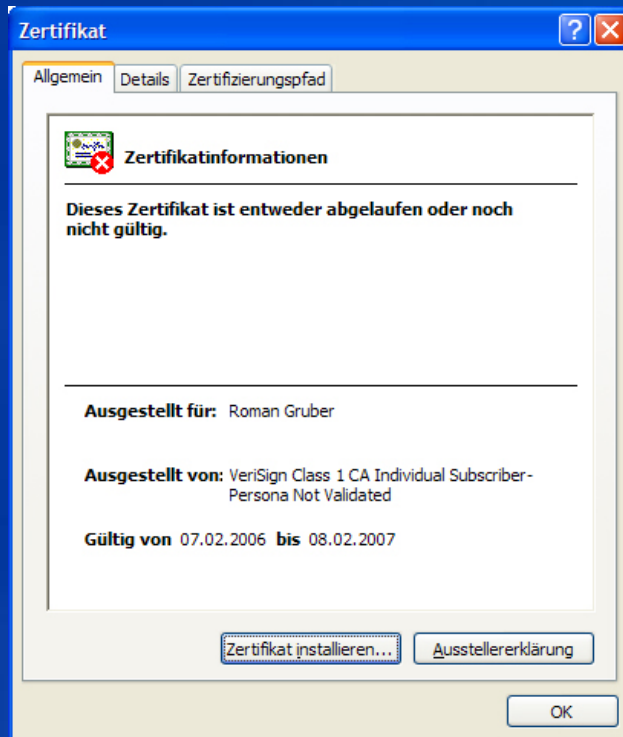 Zertifikat
Allgemein Details Zertifizierungspfad
Zertifikatinformationen
Dieses Zertifikat ist entweder abgelaufen oder noch
nicht gültig.
Ausgestellt für: Roman Gruber
Ausgestellt von: VeriSign Class 1 CA Individual Subscriber-
Persona Not Validated
Gültig von 07.02.2006 bis 08.02.2007
Zertifikat installieren... Ausstellererklärung
OK